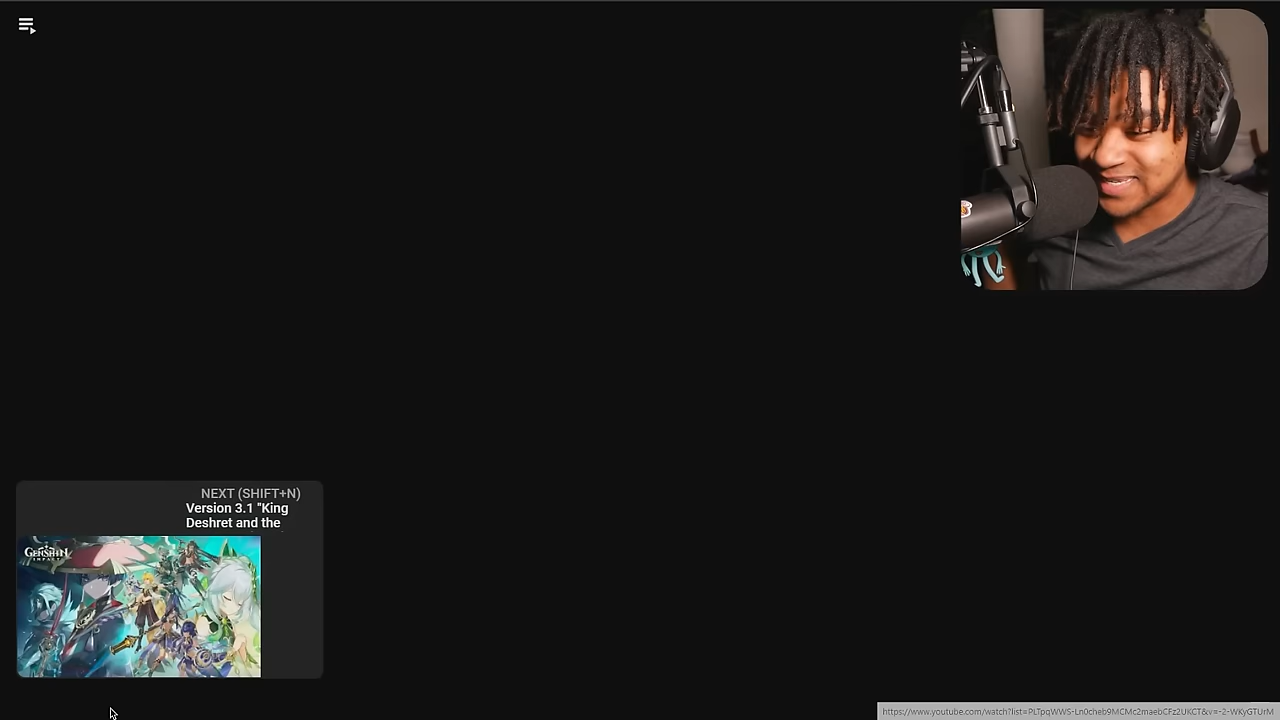 NEXT (SHIFT+N)
Version 3.1 "King
Deshret and the
GENSHIN
IMPACT